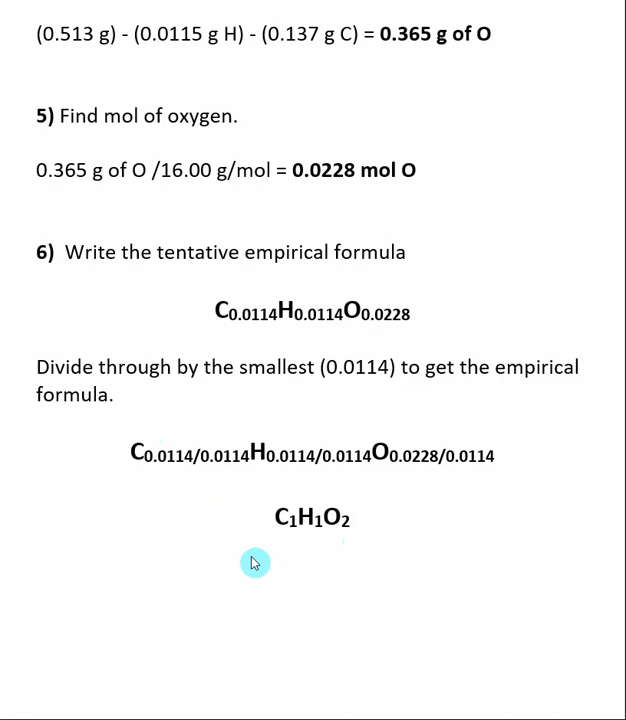 (0.513 g) - (0.0115 g H) - (0.137 g C) = 0.365 g of O
5) Find mol of oxygen.
0.365 g of O /16.00 g/mol = 0.0228 mol O
6) Write the tentative empirical formula
C0.0114H0.0114O0.0228
Divide through by the smallest (0.0114) to get the empirical
formula.
C0.0114/0.0114H0.0114/0.0114O0.0228/0.0114
C1H1O2